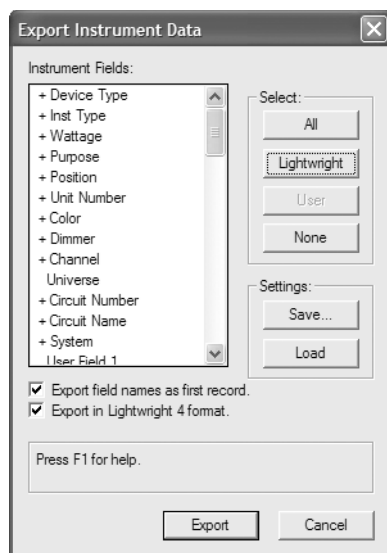 Export Instrument Data
Instrument Fields:
+ Device Type
+ Inst Type
+ Wattage
+ Purpose
+ Position
+ Unit Number
+ Color
+ Dimmer
+ Channel
Universe
+ Circuit Number
+ Circuit Name
+ System
User Field 1
Select:
All
Lightwright
User
None
Settings:
Save...
Load
Export field names as first record.
Export in Lightwright 4 format.
Press F1 for help.
Export
Cancel